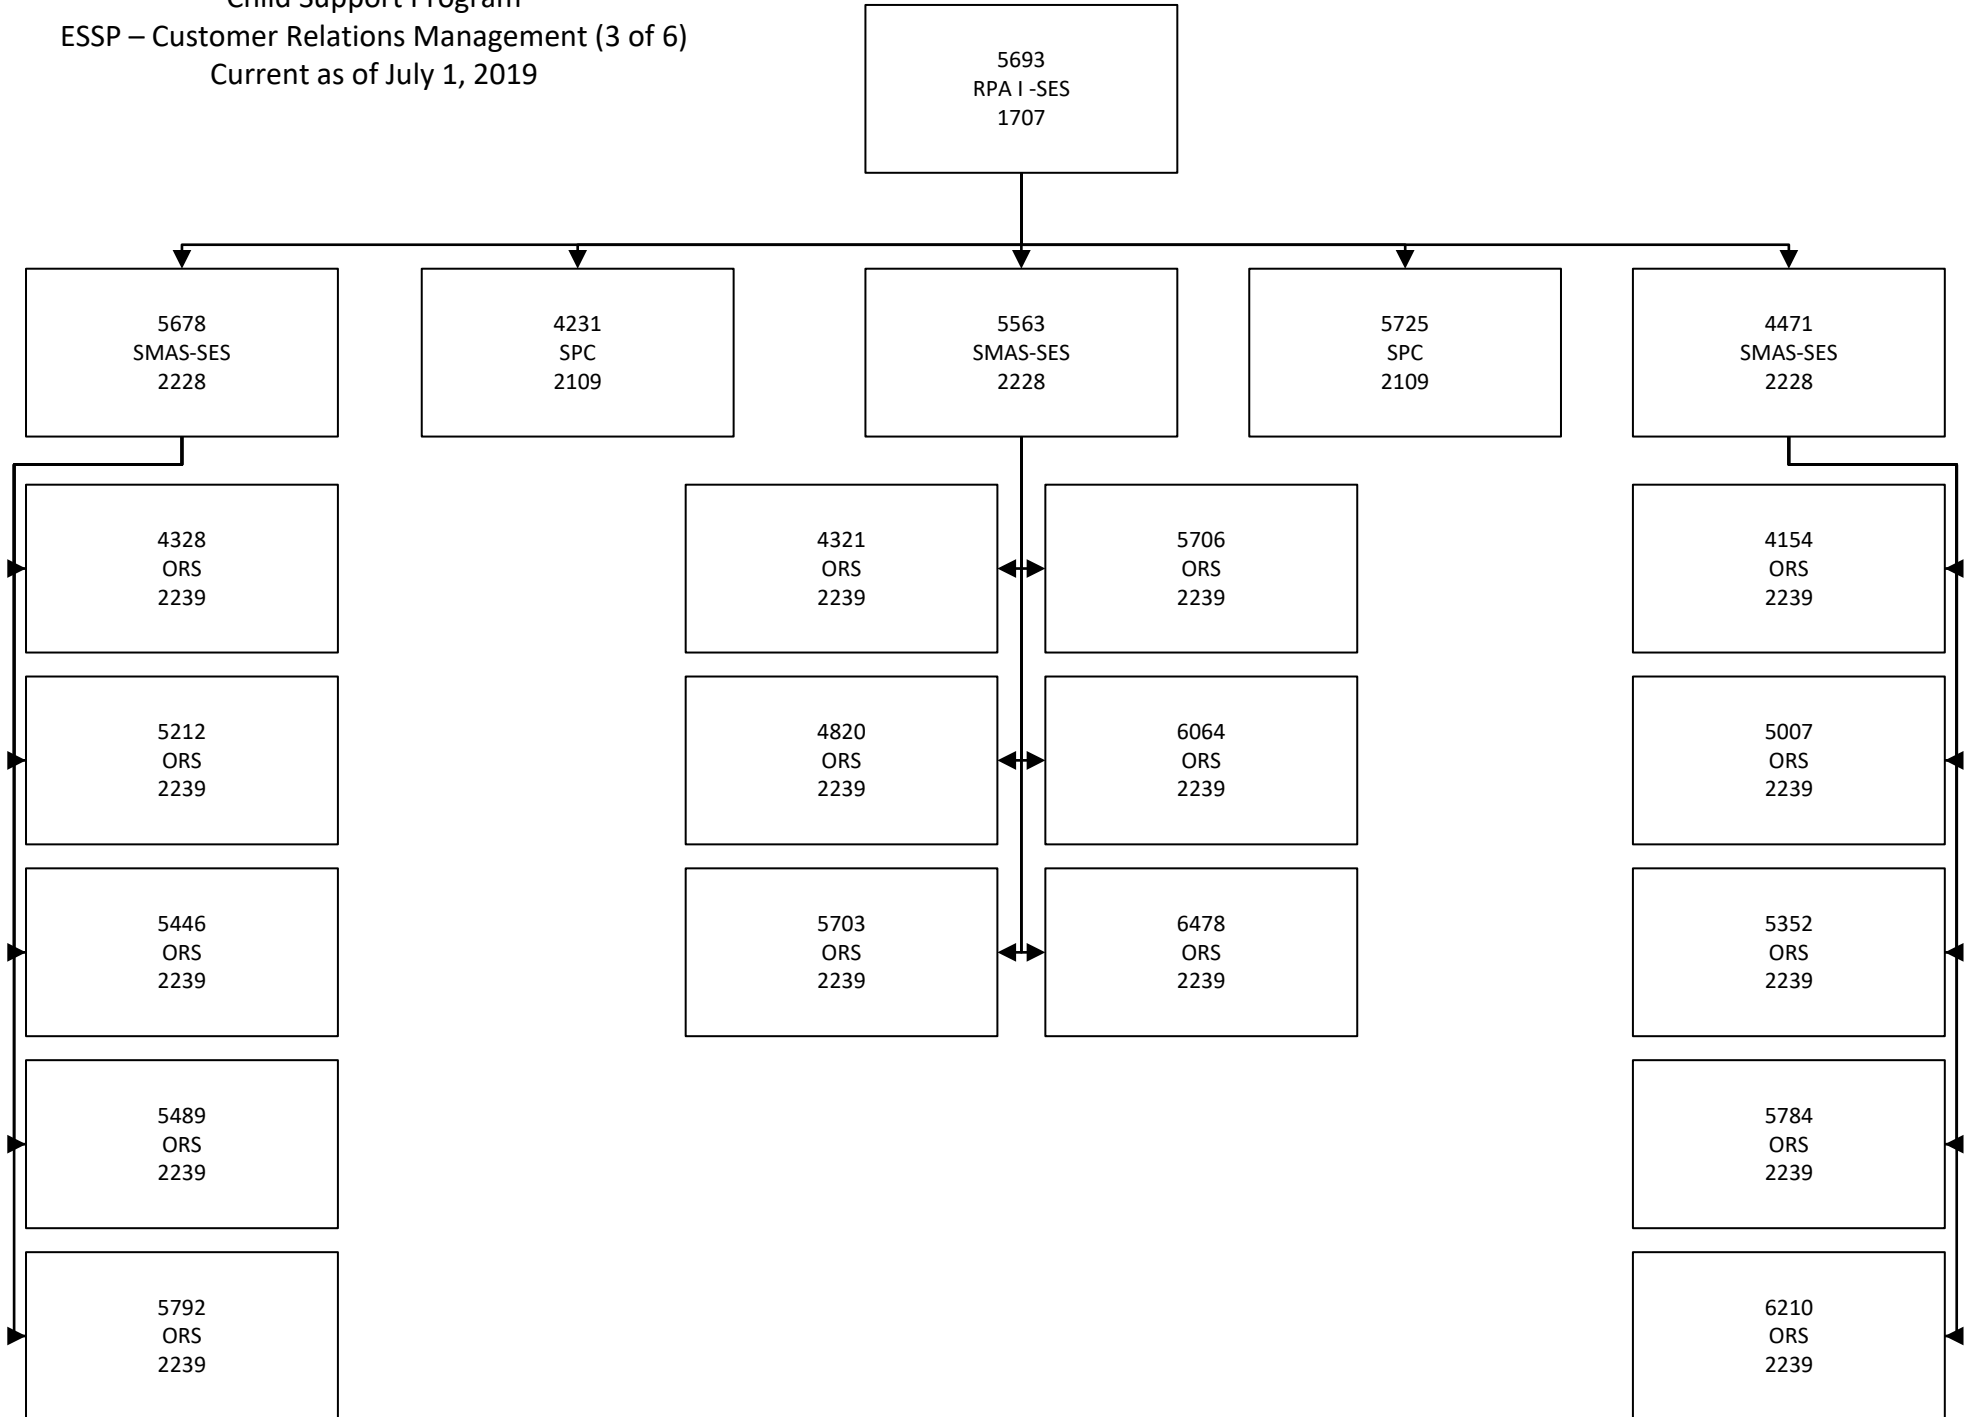 Child Support Program
ESSP – Customer Relations Management (3 of 6)
Current as of July 1, 2019
5693
RPA I -SES
1707
5678
SMAS-SES
2228
4231
SPC
2109
5563
SMAS-SES
2228
5725
SPC
2109
4471
SMAS-SES
2228
4328
ORS
2239
4321
ORS
2239
5706
ORS
2239
4154
ORS
2239
5212
ORS
2239
4820
ORS
2239
6064
ORS
2239
5007
ORS
2239
5446
ORS
2239
5703
ORS
2239
6478
ORS
2239
5352
ORS
2239
5489
ORS
2239
5784
ORS
2239
5792
ORS
2239
6210
ORS
2239